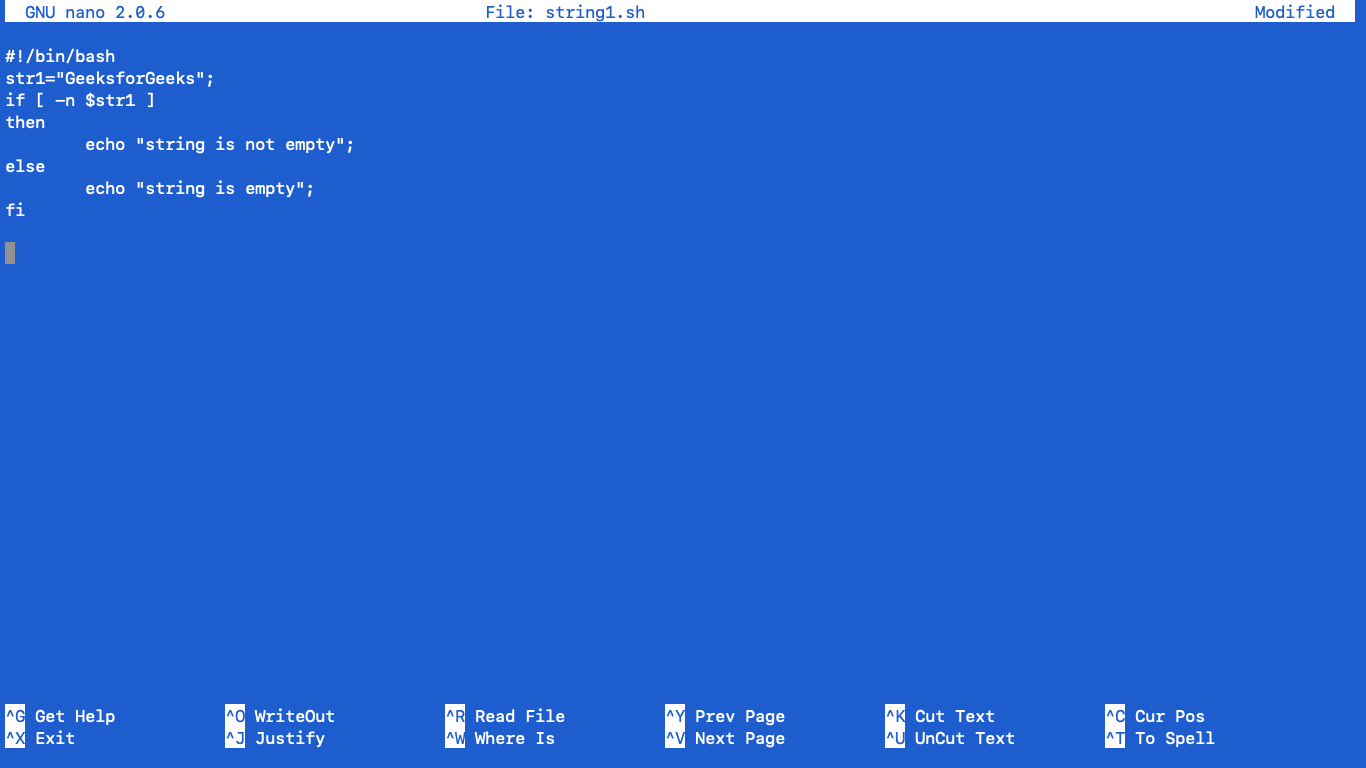 GNU nano 2.0.6 File: string1.sh Modified
#!/bin/bash
str1="GeeksforGeeks";
if [ –n $str1 ]
then
        echo "string is not empty";
else
        echo "string is empty";
fi
^G Get Help ^O WriteOut ^R Read File ^Y Prev Page ^K Cut Text ^C Cur Pos
^X Exit ^J Justify ^W Where Is ^V Next Page ^U UnCut Text ^T To Spell